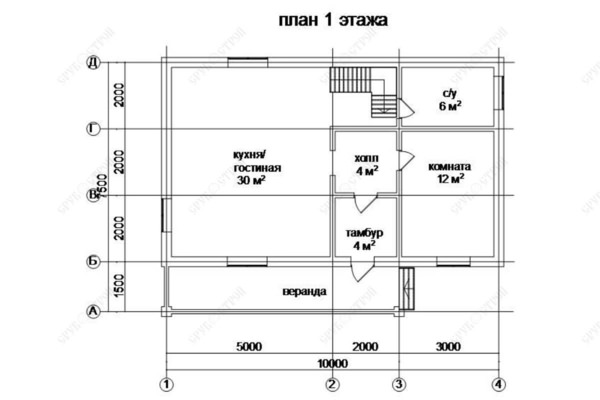 план 1 этажа
Д
2000
с/у
6 м²
Г
2000
7500
кухня/
гостиная
30 м²
холл
4 м²
комната
12 м²
В
2000
тамбур
4 м²
Б
1500
веранда
А
5000
2000
3000
10000
1
2
3
4